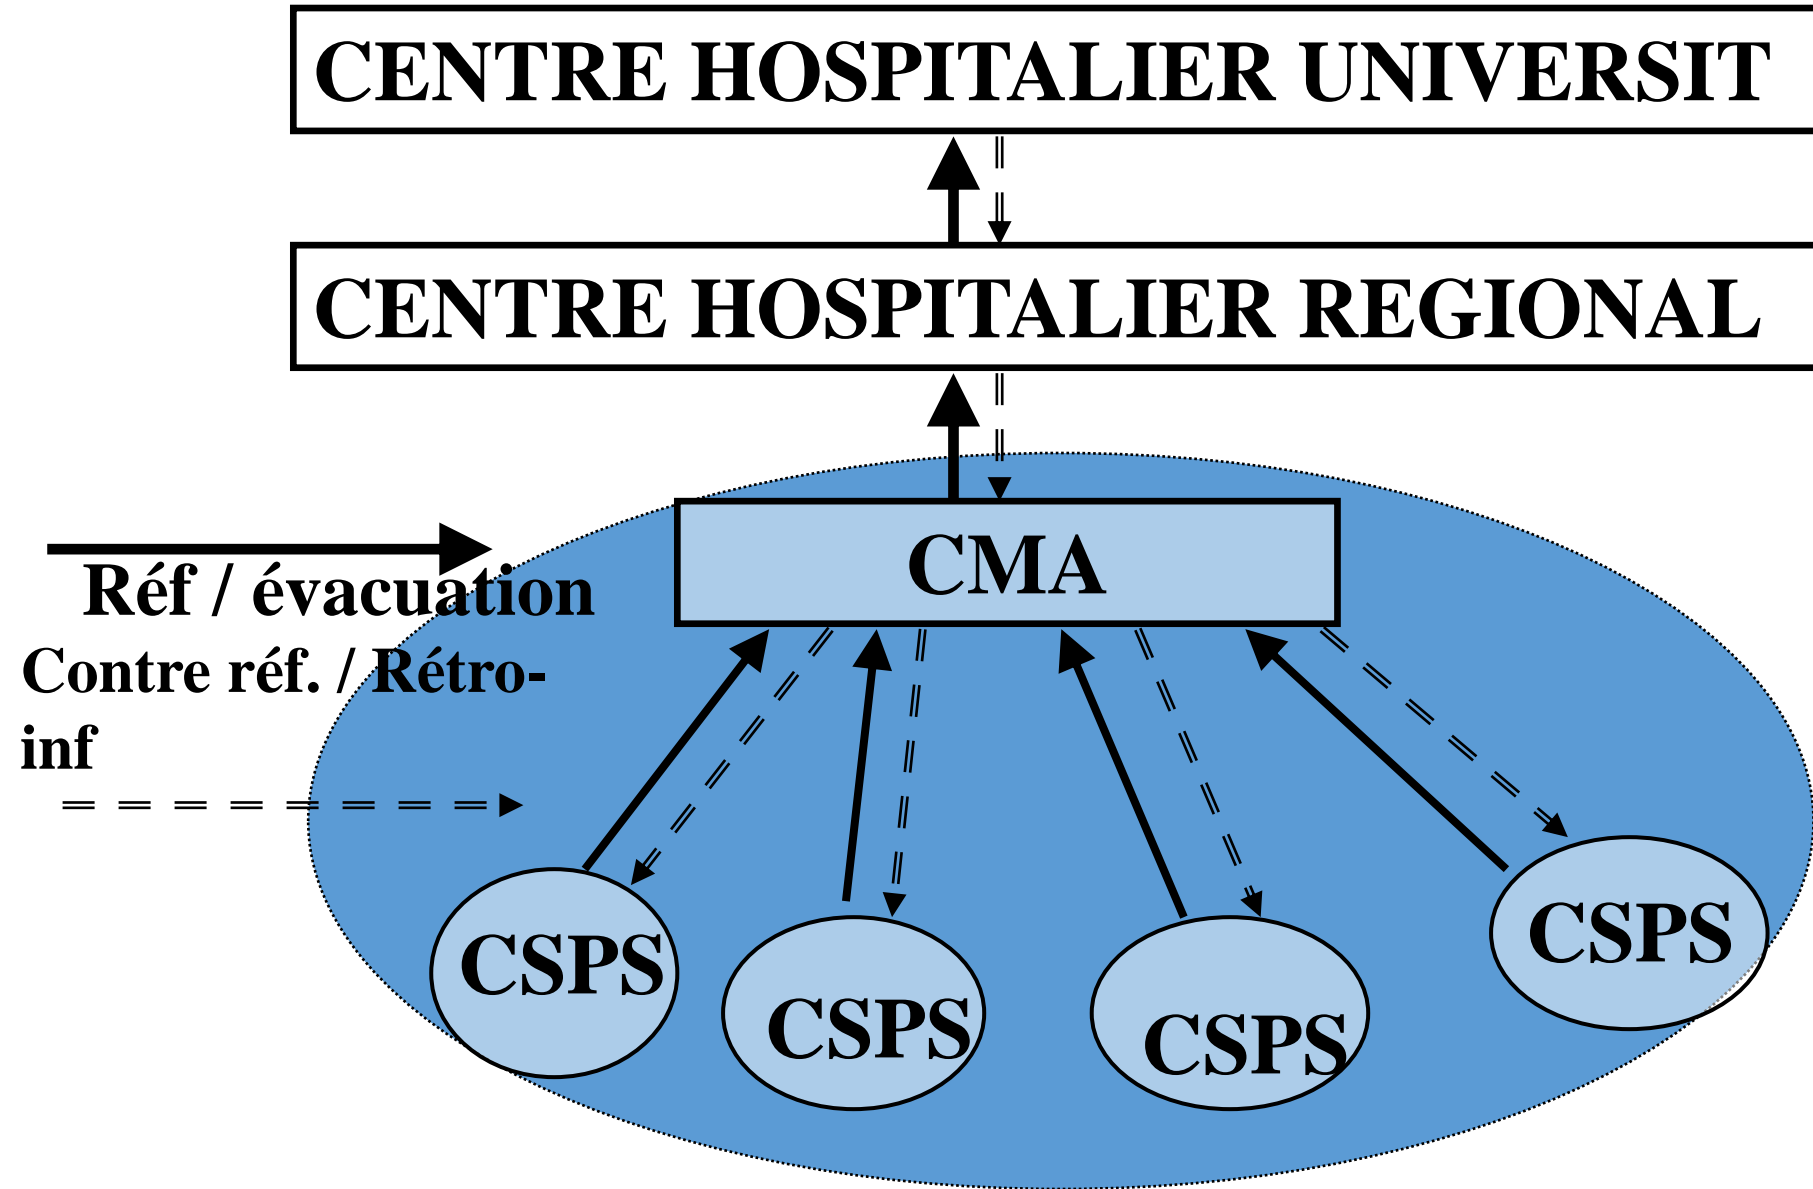 CENTRE HOSPITALIER UNIVERSIT
CENTRE HOSPITALIER REGIONAL
CMA
Réf / évacuation
Contre réf. / Rétro-
inf
CSPS
CSPS
CSPS
CSPS